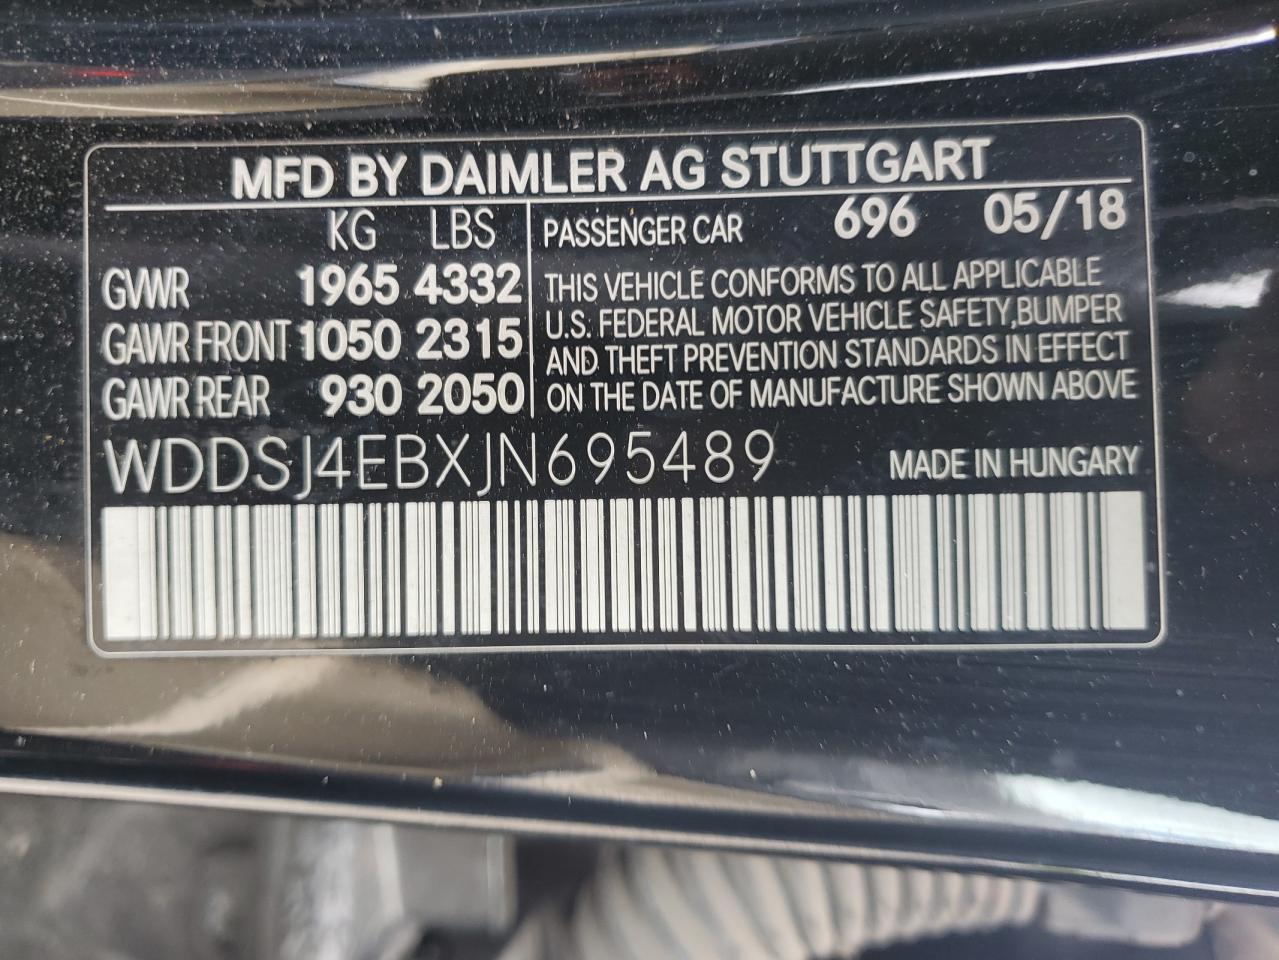 MFD BY DAIMLER AG STUTTGART
KG LBS
GVWR 1965 4332
GAWR FRONT 1050 2315
GAWR REAR 930 2050
PASSENGER CAR 696 05/18
THIS VEHICLE CONFORMS TO ALL APPLICABLE
U.S. FEDERAL MOTOR VEHICLE SAFETY,BUMPER
AND THEFT PREVENTION STANDARDS IN EFFECT
ON THE DATE OF MANUFACTURE SHOWN ABOVE
WDDSJ4EBXJN695489
MADE IN HUNGARY